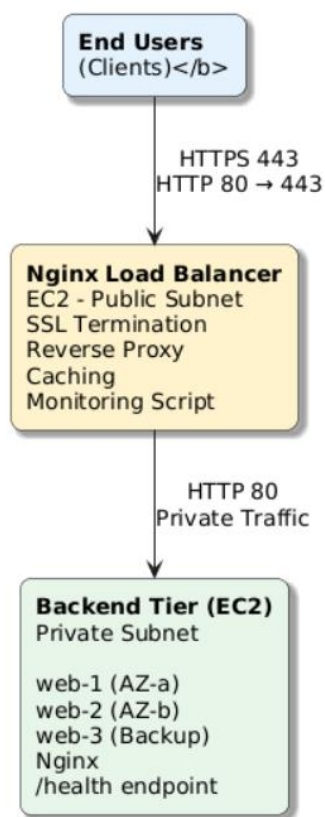 End Users
(Clients)</b>
HTTPS 443
HTTP 80 → 443
Nginx Load Balancer
EC2 - Public Subnet
SSL Termination
Reverse Proxy
Caching
Monitoring Script
HTTP 80
Private Traffic
Backend Tier (EC2)
Private Subnet
web-1 (AZ-a)
web-2 (AZ-b)
web-3 (Backup)
Nginx
/health endpoint